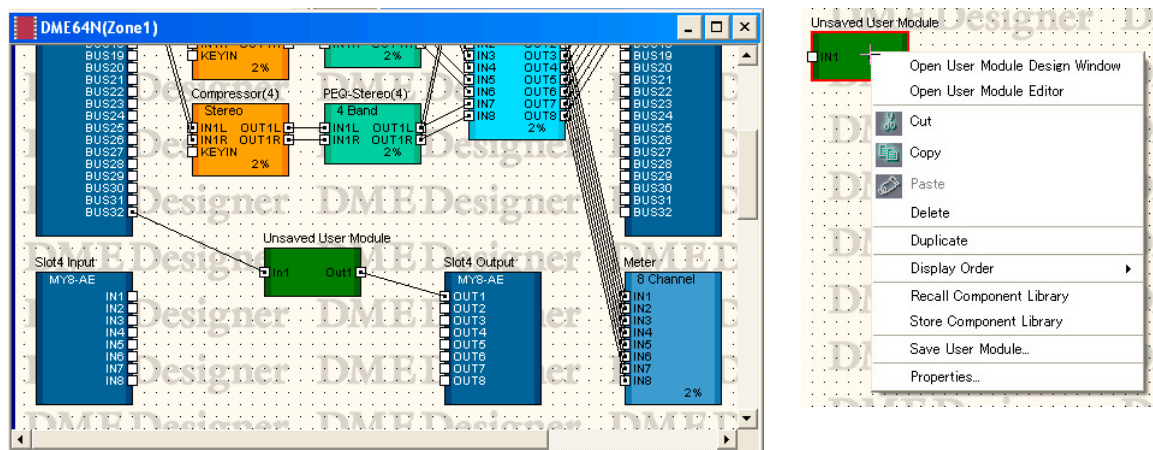 DME64N(Zone1)
BUS19
BUS20
BUS21
BUS22
BUS23
BUS24
BUS25
BUS26
BUS27
BUS28
BUS29
BUS30
BUS31
BUS32
KEYIN
2%
2%
IN3 OUT3
IN4 OUT4
IN5 OUT5
IN6 OUT6
IN7 OUT7
IN8 OUT8
2%
BUS19
BUS20
BUS21
BUS22
BUS23
BUS24
BUS25
BUS26
BUS27
BUS28
BUS29
BUS30
BUS31
BUS32
Compressor(4)
Stereo
IN1L OUT1L
IN1R OUT1R
KEYIN
2%
PEQ-Stereo(4)
4 Band
IN1L OUT1L
IN1R OUT1R
2%
Unsaved User Module
In1 Out1
Slot4 Input
MY8-AE
IN1
IN2
IN3
IN4
IN5
IN6
IN7
IN8
Slot4 Output
MY8-AE
OUT1
OUT2
OUT3
OUT4
OUT5
OUT6
OUT7
OUT8
Meter
8 Channel
IN1
IN2
IN3
IN4
IN5
IN6
IN7
IN8
2%
Unsaved User Module
IN1
Open User Module Design Window
Open User Module Editor
Cut
Copy
Paste
Delete
Duplicate
Display Order
Recall Component Library
Store Component Library
Save User Module...
Properties...